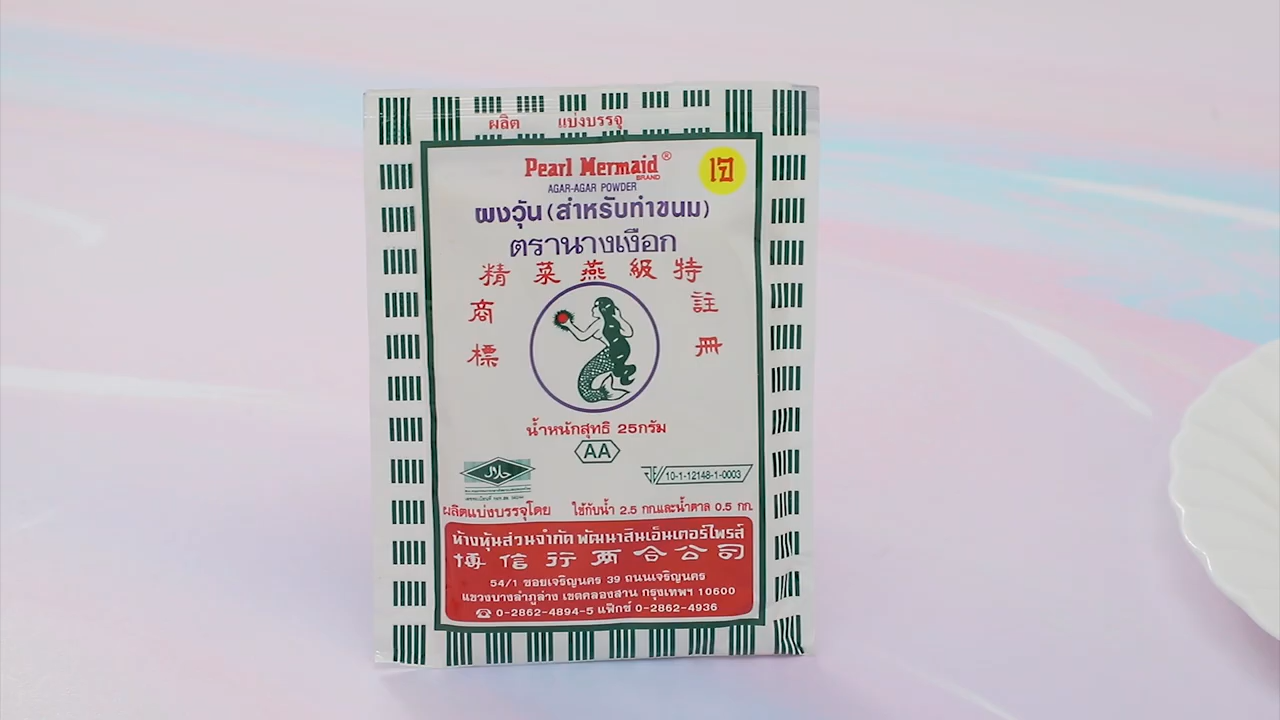 ผลิต แบ่งบรรจุ
Pearl Mermaid®
BRAND
เจ
AGAR-AGAR POWDER
ผงวุ้น (สำหรับทำขนม)
ตรานางเงือก
精菜燕級特
商 註
標 冊
น้ำหนักสุทธิ 25กรัม
AA
حلال
10-1-12148-1-0003
ผลิตแบ่งบรรจุโดย ใช้กับน้ำ 2.5 กก.และน้ำตาล 0.5 กก.
ห้างหุ้นส่วนจำกัด พัฒนาสินเอ็นเตอร์ไพรส์
博信行兩合公司
54/1 ซอยเจริญนคร 39 ถนนเจริญนคร
แขวงบางลำภูล่าง เขตคลองสาน กรุงเทพฯ 10600
☎ 0-2862-4894-5 แฟ๊กซ์ 0-2862-4936